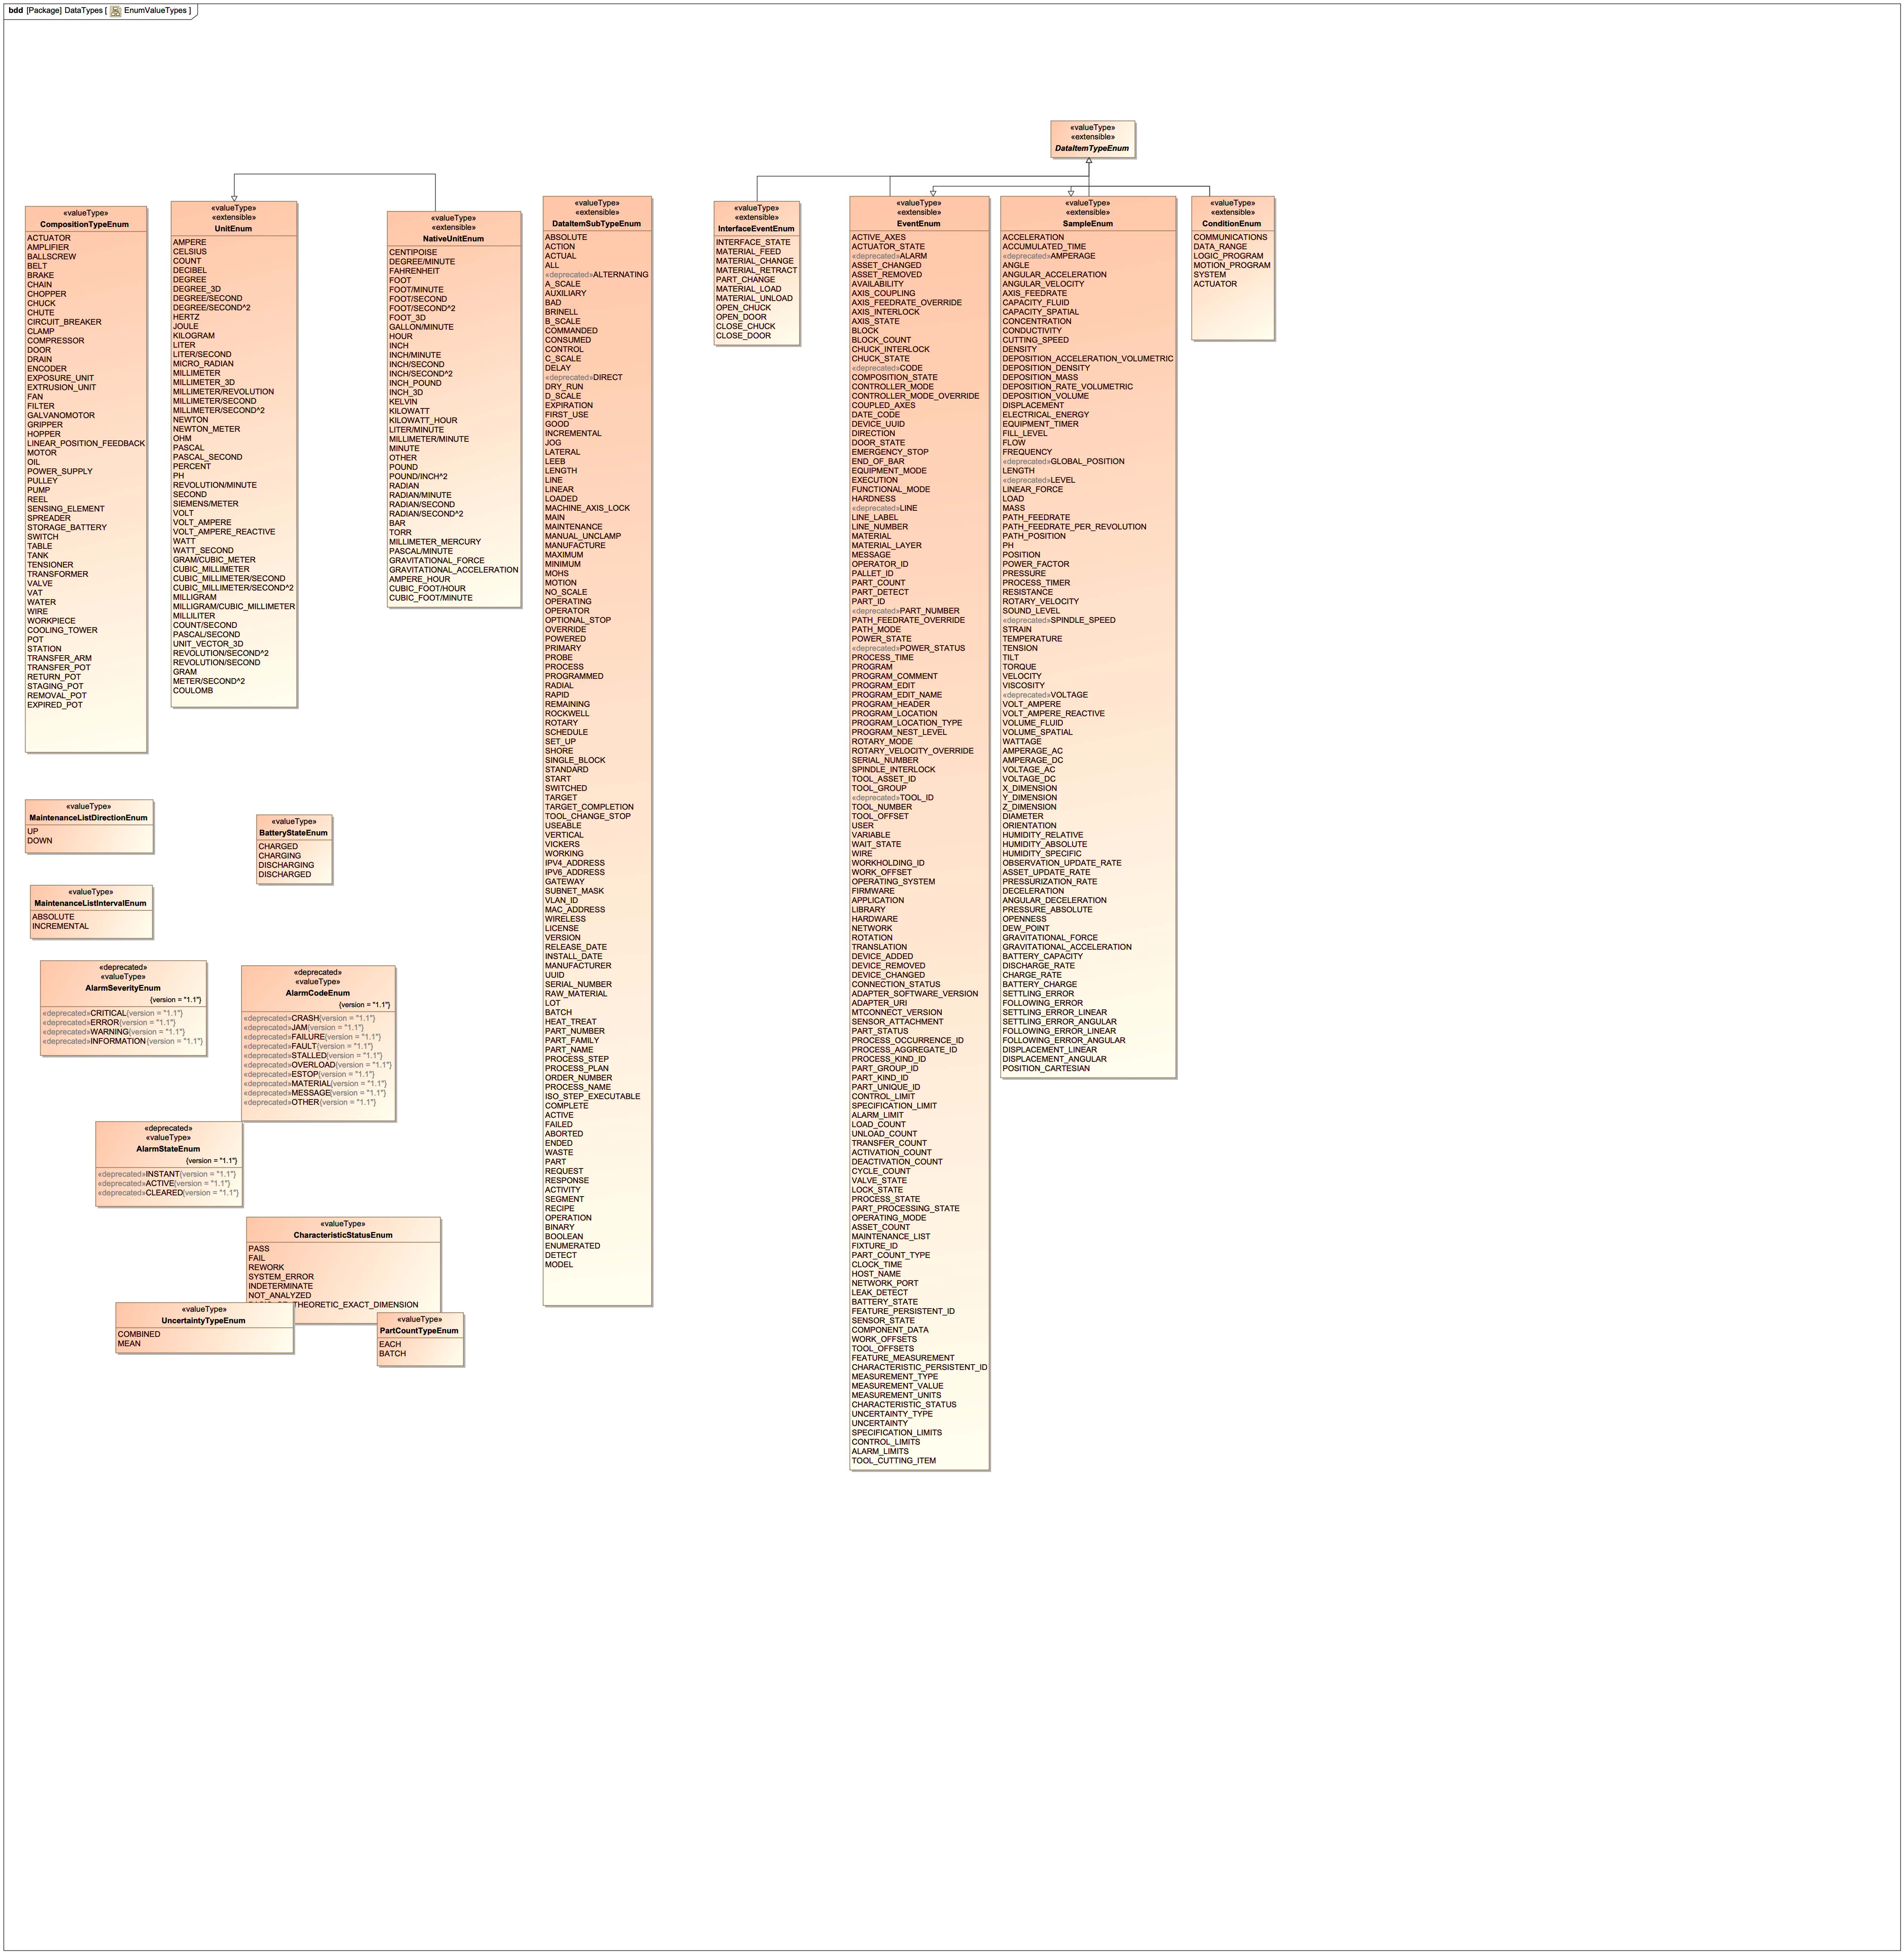 bdd [Package] DataTypes [ EnumValueTypes ]
«valueType»
«extensible»
DataItemTypeEnum
«valueType»
CompositionTypeEnum
ACTUATOR
AMPLIFIER
BALLSCREW
BELT
BRAKE
CHAIN
CHOPPER
CHUCK
CHUTE
CIRCUIT_BREAKER
CLAMP
COMPRESSOR
DOOR
DRAIN
ENCODER
EXPOSURE_UNIT
EXTRUSION_UNIT
FAN
FILTER
GALVANOMOTOR
GRIPPER
HOPPER
LINEAR_POSITION_FEEDBACK
MOTOR
OIL
POWER_SUPPLY
PULLEY
PUMP
REEL
SENSING_ELEMENT
SPREADER
STORAGE_BATTERY
SWITCH
TABLE
TANK
TENSIONER
TRANSFORMER
VALVE
VAT
WATER
WIRE
WORKPIECE
COOLING_TOWER
POT
STATION
TRANSFER_ARM
TRANSFER_POT
RETURN_POT
STAGING_POT
REMOVAL_POT
EXPIRED_POT
«valueType»
«extensible»
UnitEnum
AMPERE
CELSIUS
COUNT
DECIBEL
DEGREE
DEGREE_3D
DEGREE/SECOND
DEGREE/SECOND^2
HERTZ
JOULE
KILOGRAM
LITER
LITER/SECOND
MICRO_RADIAN
MILLIMETER
MILLIMETER_3D
MILLIMETER/REVOLUTION
MILLIMETER/SECOND
MILLIMETER/SECOND^2
NEWTON
NEWTON_METER
OHM
PASCAL
PASCAL_SECOND
PERCENT
PH
REVOLUTION/MINUTE
SECOND
SIEMENS/METER
VOLT
VOLT_AMPERE
VOLT_AMPERE_REACTIVE
WATT
WATT_SECOND
GRAM/CUBIC_METER
CUBIC_MILLIMETER
CUBIC_MILLIMETER/SECOND
CUBIC_MILLIMETER/SECOND^2
MILLIGRAM
MILLIGRAM/CUBIC_MILLIMETER
MILLILITER
COUNT/SECOND
PASCAL/SECOND
UNIT_VECTOR_3D
REVOLUTION/SECOND^2
REVOLUTION/SECOND
GRAM
METER/SECOND^2
COULOMB
«valueType»
«extensible»
NativeUnitEnum
CENTIPOISE
DEGREE/MINUTE
FAHRENHEIT
FOOT
FOOT/MINUTE
FOOT/SECOND
FOOT/SECOND^2
FOOT_3D
GALLON/MINUTE
HOUR
INCH
INCH/MINUTE
INCH/SECOND
INCH/SECOND^2
INCH_POUND
INCH_3D
KELVIN
KILOWATT
KILOWATT_HOUR
LITER/MINUTE
MILLIMETER/MINUTE
MINUTE
OTHER
POUND
POUND/INCH^2
RADIAN
RADIAN/MINUTE
RADIAN/SECOND
RADIAN/SECOND^2
BAR
TORR
MILLIMETER_MERCURY
PASCAL/MINUTE
GRAVITATIONAL_FORCE
GRAVITATIONAL_ACCELERATION
AMPERE_HOUR
CUBIC_FOOT/HOUR
CUBIC_FOOT/MINUTE
«valueType»
«extensible»
DataItemSubTypeEnum
ABSOLUTE
ACTION
ACTUAL
ALL
«deprecated»ALTERNATING
A_SCALE
AUXILIARY
BAD
BRINELL
B_SCALE
COMMANDED
CONSUMED
CONTROL
C_SCALE
DELAY
«deprecated»DIRECT
DRY_RUN
D_SCALE
EXPIRATION
FIRST_USE
GOOD
INCREMENTAL
JOG
LATERAL
LEEB
LENGTH
LINE
LINEAR
LOADED
MACHINE_AXIS_LOCK
MAIN
MAINTENANCE
MANUAL_UNCLAMP
MANUFACTURE
MAXIMUM
MINIMUM
MOHS
MOTION
NO_SCALE
OPERATING
OPERATOR
OPTIONAL_STOP
OVERRIDE
POWERED
PRIMARY
PROBE
PROCESS
PROGRAMMED
RADIAL
RAPID
REMAINING
ROCKWELL
ROTARY
SCHEDULE
SET_UP
SHORE
SINGLE_BLOCK
STANDARD
START
SWITCHED
TARGET
TARGET_COMPLETION
TOOL_CHANGE_STOP
USEABLE
VERTICAL
VICKERS
WORKING
IPV4_ADDRESS
IPV6_ADDRESS
GATEWAY
SUBNET_MASK
VLAN_ID
MAC_ADDRESS
WIRELESS
LICENSE
VERSION
RELEASE_DATE
INSTALL_DATE
MANUFACTURER
UUID
SERIAL_NUMBER
RAW_MATERIAL
LOT
BATCH
HEAT_TREAT
PART_NUMBER
PART_FAMILY
PART_NAME
PROCESS_STEP
PROCESS_PLAN
ORDER_NUMBER
PROCESS_NAME
ISO_STEP_EXECUTABLE
COMPLETE
ACTIVE
FAILED
ABORTED
ENDED
WASTE
PART
REQUEST
RESPONSE
ACTIVITY
SEGMENT
RECIPE
OPERATION
BINARY
BOOLEAN
ENUMERATED
DETECT
MODEL
«valueType»
«extensible»
InterfaceEventEnum
INTERFACE_STATE
MATERIAL_FEED
MATERIAL_CHANGE
MATERIAL_RETRACT
PART_CHANGE
MATERIAL_LOAD
MATERIAL_UNLOAD
OPEN_CHUCK
OPEN_DOOR
CLOSE_CHUCK
CLOSE_DOOR
«valueType»
«extensible»
EventEnum
ACTIVE_AXES
ACTUATOR_STATE
«deprecated»ALARM
ASSET_CHANGED
ASSET_REMOVED
AVAILABILITY
AXIS_COUPLING
AXIS_FEEDRATE_OVERRIDE
AXIS_INTERLOCK
AXIS_STATE
BLOCK
BLOCK_COUNT
CHUCK_INTERLOCK
CHUCK_STATE
«deprecated»CODE
COMPOSITION_STATE
CONTROLLER_MODE
CONTROLLER_MODE_OVERRIDE
COUPLED_AXES
DATE_CODE
DEVICE_UUID
DIRECTION
DOOR_STATE
EMERGENCY_STOP
END_OF_BAR
EQUIPMENT_MODE
EXECUTION
FUNCTIONAL_MODE
HARDNESS
«deprecated»LINE
LINE_LABEL
LINE_NUMBER
MATERIAL
MATERIAL_LAYER
MESSAGE
OPERATOR_ID
PALLET_ID
PART_COUNT
PART_DETECT
PART_ID
«deprecated»PART_NUMBER
PATH_FEEDRATE_OVERRIDE
PATH_MODE
POWER_STATE
«deprecated»POWER_STATUS
PROCESS_TIME
PROGRAM
PROGRAM_COMMENT
PROGRAM_EDIT
PROGRAM_EDIT_NAME
PROGRAM_HEADER
PROGRAM_LOCATION
PROGRAM_LOCATION_TYPE
PROGRAM_NEST_LEVEL
ROTARY_MODE
ROTARY_VELOCITY_OVERRIDE
SERIAL_NUMBER
SPINDLE_INTERLOCK
TOOL_ASSET_ID
TOOL_GROUP
«deprecated»TOOL_ID
TOOL_NUMBER
TOOL_OFFSET
USER
VARIABLE
WAIT_STATE
WIRE
WORKHOLDING_ID
WORK_OFFSET
OPERATING_SYSTEM
FIRMWARE
APPLICATION
LIBRARY
HARDWARE
NETWORK
ROTATION
TRANSLATION
DEVICE_ADDED
DEVICE_REMOVED
DEVICE_CHANGED
CONNECTION_STATUS
ADAPTER_SOFTWARE_VERSION
ADAPTER_URI
MTCONNECT_VERSION
SENSOR_ATTACHMENT
PART_STATUS
PROCESS_OCCURRENCE_ID
PROCESS_AGGREGATE_ID
PROCESS_KIND_ID
PART_GROUP_ID
PART_KIND_ID
PART_UNIQUE_ID
CONTROL_LIMIT
SPECIFICATION_LIMIT
ALARM_LIMIT
LOAD_COUNT
UNLOAD_COUNT
TRANSFER_COUNT
ACTIVATION_COUNT
DEACTIVATION_COUNT
CYCLE_COUNT
VALVE_STATE
LOCK_STATE
PROCESS_STATE
PART_PROCESSING_STATE
OPERATING_MODE
ASSET_COUNT
MAINTENANCE_LIST
FIXTURE_ID
PART_COUNT_TYPE
CLOCK_TIME
HOST_NAME
NETWORK_PORT
LEAK_DETECT
BATTERY_STATE
FEATURE_PERSISTENT_ID
SENSOR_STATE
COMPONENT_DATA
WORK_OFFSETS
TOOL_OFFSETS
FEATURE_MEASUREMENT
CHARACTERISTIC_PERSISTENT_ID
MEASUREMENT_TYPE
MEASUREMENT_VALUE
MEASUREMENT_UNITS
CHARACTERISTIC_STATUS
UNCERTAINTY_TYPE
UNCERTAINTY
SPECIFICATION_LIMITS
CONTROL_LIMITS
ALARM_LIMITS
TOOL_CUTTING_ITEM
«valueType»
«extensible»
SampleEnum
ACCELERATION
ACCUMULATED_TIME
«deprecated»AMPERAGE
ANGLE
ANGULAR_ACCELERATION
ANGULAR_VELOCITY
AXIS_FEEDRATE
CAPACITY_FLUID
CAPACITY_SPATIAL
CONCENTRATION
CONDUCTIVITY
CUTTING_SPEED
DENSITY
DEPOSITION_ACCELERATION_VOLUMETRIC
DEPOSITION_DENSITY
DEPOSITION_MASS
DEPOSITION_RATE_VOLUMETRIC
DEPOSITION_VOLUME
DISPLACEMENT
ELECTRICAL_ENERGY
EQUIPMENT_TIMER
FILL_LEVEL
FLOW
FREQUENCY
«deprecated»GLOBAL_POSITION
LENGTH
«deprecated»LEVEL
LINEAR_FORCE
LOAD
MASS
PATH_FEEDRATE
PATH_FEEDRATE_PER_REVOLUTION
PATH_POSITION
PH
POSITION
POWER_FACTOR
PRESSURE
PROCESS_TIMER
RESISTANCE
ROTARY_VELOCITY
SOUND_LEVEL
«deprecated»SPINDLE_SPEED
STRAIN
TEMPERATURE
TENSION
TILT
TORQUE
VELOCITY
VISCOSITY
«deprecated»VOLTAGE
VOLT_AMPERE
VOLT_AMPERE_REACTIVE
VOLUME_FLUID
VOLUME_SPATIAL
WATTAGE
AMPERAGE_AC
AMPERAGE_DC
VOLTAGE_AC
VOLTAGE_DC
X_DIMENSION
Y_DIMENSION
Z_DIMENSION
DIAMETER
ORIENTATION
HUMIDITY_RELATIVE
HUMIDITY_ABSOLUTE
HUMIDITY_SPECIFIC
OBSERVATION_UPDATE_RATE
ASSET_UPDATE_RATE
PRESSURIZATION_RATE
DECELERATION
ANGULAR_DECELERATION
PRESSURE_ABSOLUTE
OPENNESS
DEW_POINT
GRAVITATIONAL_FORCE
GRAVITATIONAL_ACCELERATION
BATTERY_CAPACITY
DISCHARGE_RATE
CHARGE_RATE
BATTERY_CHARGE
SETTLING_ERROR
FOLLOWING_ERROR
SETTLING_ERROR_LINEAR
SETTLING_ERROR_ANGULAR
FOLLOWING_ERROR_LINEAR
FOLLOWING_ERROR_ANGULAR
DISPLACEMENT_LINEAR
DISPLACEMENT_ANGULAR
POSITION_CARTESIAN
«valueType»
«extensible»
ConditionEnum
COMMUNICATIONS
DATA_RANGE
LOGIC_PROGRAM
MOTION_PROGRAM
SYSTEM
ACTUATOR
«valueType»
MaintenanceListDirectionEnum
UP
DOWN
«valueType»
BatteryStateEnum
CHARGED
CHARGING
DISCHARGING
DISCHARGED
«valueType»
MaintenanceListIntervalEnum
ABSOLUTE
INCREMENTAL
«deprecated»
«valueType»
AlarmSeverityEnum
{version = "1.1"}
«deprecated»CRITICAL{version = "1.1"}
«deprecated»ERROR{version = "1.1"}
«deprecated»WARNING{version = "1.1"}
«deprecated»INFORMATION{version = "1.1"}
«deprecated»
«valueType»
AlarmCodeEnum
{version = "1.1"}
«deprecated»CRASH{version = "1.1"}
«deprecated»JAM{version = "1.1"}
«deprecated»FAILURE{version = "1.1"}
«deprecated»FAULT{version = "1.1"}
«deprecated»STALLED{version = "1.1"}
«deprecated»OVERLOAD{version = "1.1"}
«deprecated»ESTOP{version = "1.1"}
«deprecated»MATERIAL{version = "1.1"}
«deprecated»MESSAGE{version = "1.1"}
«deprecated»OTHER{version = "1.1"}
«deprecated»
«valueType»
AlarmStateEnum
{version = "1.1"}
«deprecated»INSTANT{version = "1.1"}
«deprecated»ACTIVE{version = "1.1"}
«deprecated»CLEARED{version = "1.1"}
«valueType»
CharacteristicStatusEnum
PASS
FAIL
REWORK
SYSTEM_ERROR
INDETERMINATE
NOT_ANALYZED
THEORETIC_EXACT_DIMENSION
«valueType»
UncertaintyTypeEnum
COMBINED
MEAN
«valueType»
PartCountTypeEnum
EACH
BATCH